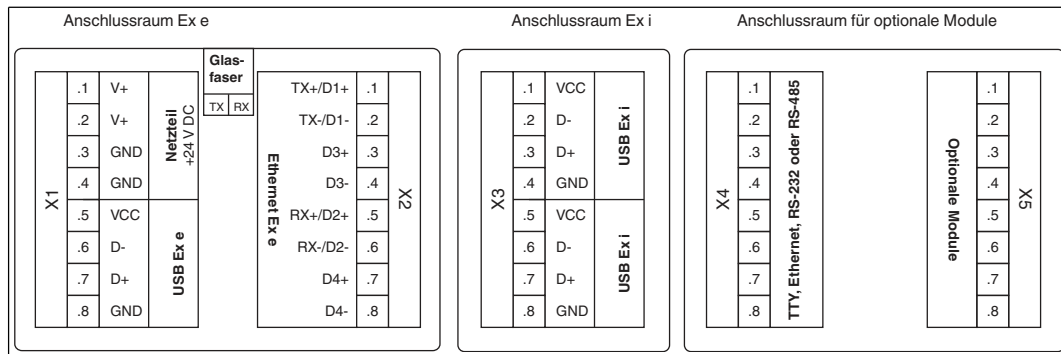 Anschlussraum Ex e
Anschlussraum Ex i
Anschlussraum für optionale Module
Glas-
faser
TX RX
X1
.1 V+
.2 V+
.3 GND
.4 GND
.5 VCC
.6 D-
.7 D+
.8 GND
Netzteil
+24 V DC
USB Ex e
Ethernet Ex e
TX+/D1+ .1
TX-/D1- .2
D3+ .3
D3- .4
RX+/D2+ .5
RX-/D2- .6
D4+ .7
D4- .8
X2
X3
.1 VCC
.2 D-
.3 D+
.4 GND
.5 VCC
.6 D-
.7 D+
.8 GND
USB Ex i
USB Ex i
X4
.1
.2
.3
.4
.5
.6
.7
.8
TTY, Ethernet, RS-232 oder RS-485
Optionale Module
.1
.2
.3
.4
.5
.6
.7
.8
X5